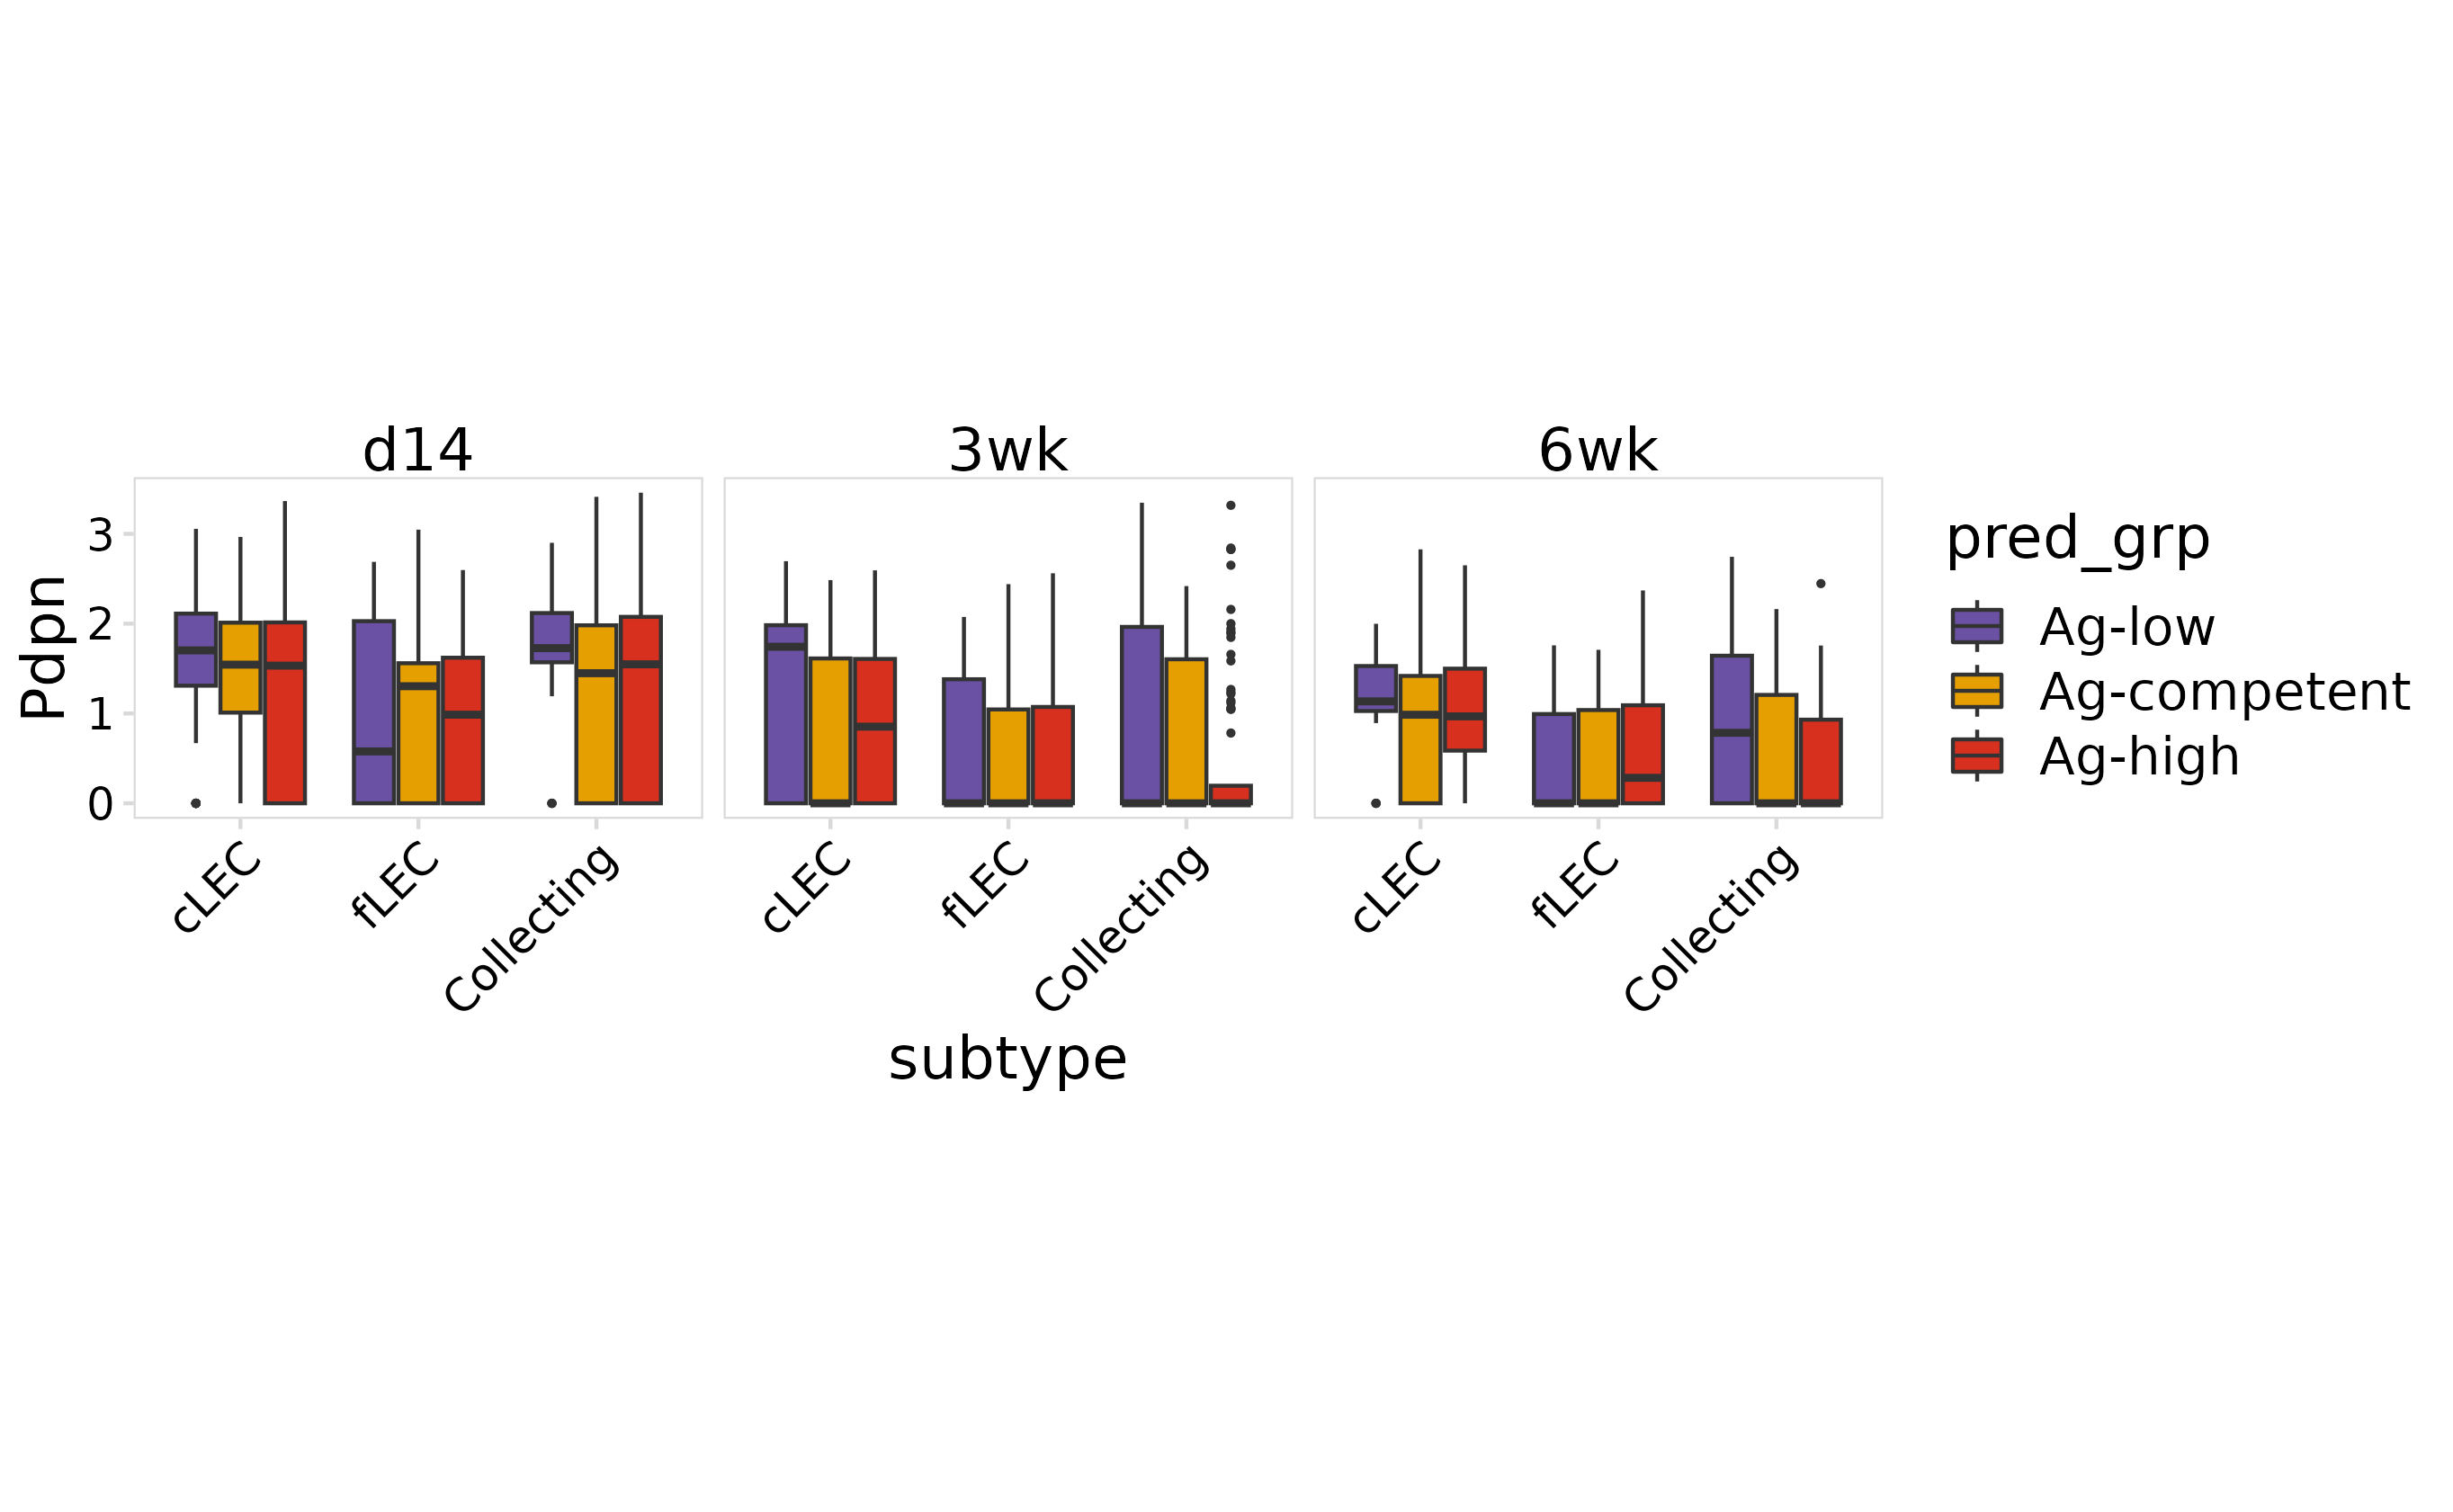 d14 3wk 6wk
Pdpn
3
2
1
0
cLEC fLEC Collecting cLEC fLEC Collecting cLEC fLEC Collecting
subtype
pred_grp
Ag-low
Ag-competent
Ag-high